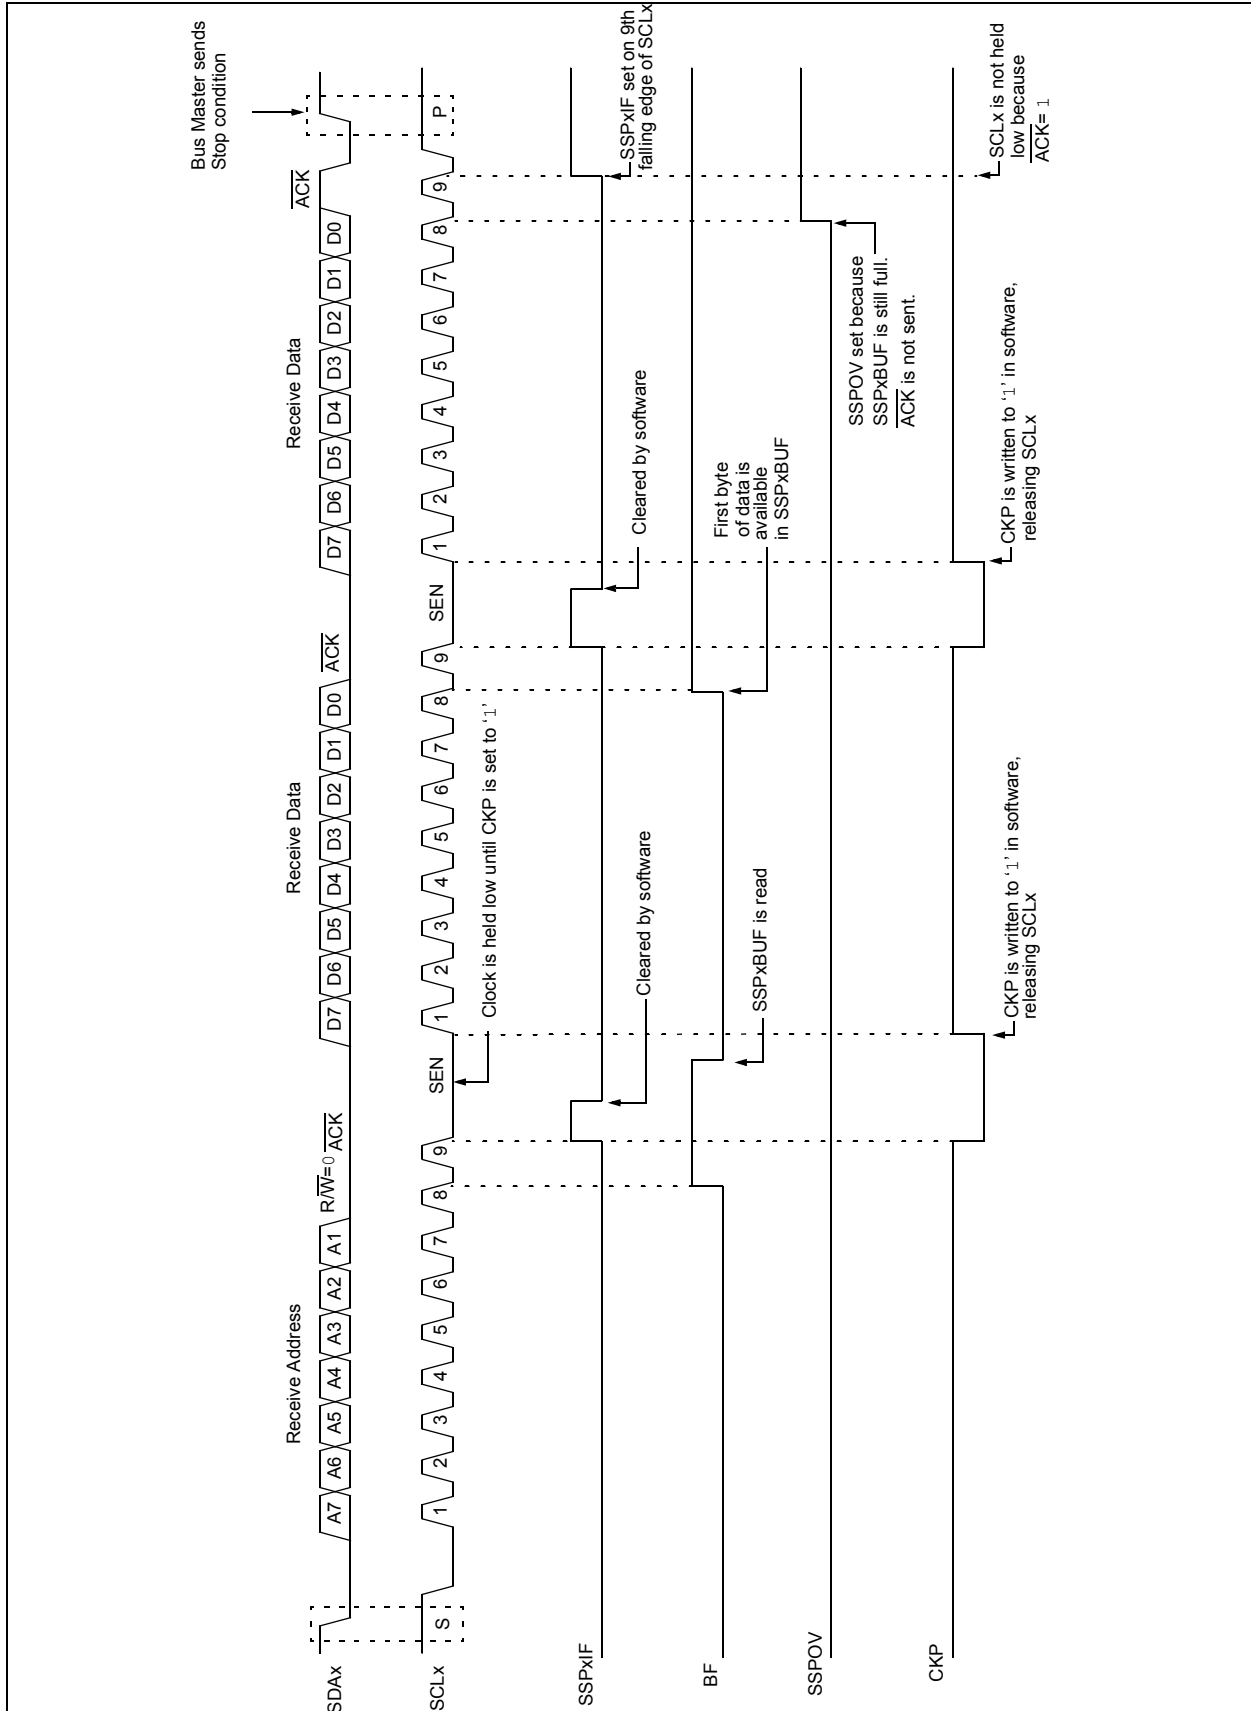 Bus Master sends
Stop condition
Receive Address
Receive Data
Receive Data
SDAx
A7 A6 A5 A4 A3 A2 A1 R/W=0 ACK D7 D6 D5 D4 D3 D2 D1 D0 ACK D7 D6 D5 D4 D3 D2 D1 D0 ACK
SCLx
S 1 2 3 4 5 6 7 8 9 SEN 1 2 3 4 5 6 7 8 9 SEN 1 2 3 4 5 6 7 8 9 P
Clock is held low until CKP is set to ‘1’
SSPxIF
Cleared by software
Cleared by software
SSPxIF set on 9th
falling edge of SCLx
BF
SSPxBUF is read
First byte
of data is
available
in SSPxBUF
SSPOV
SSPOV set because
SSPxBUF is still full.
ACK is not sent.
CKP
CKP is written to ‘1’ in software,
releasing SCLx
CKP is written to ‘1’ in software,
releasing SCLx
SCLx is not held
low because
ACK= 1